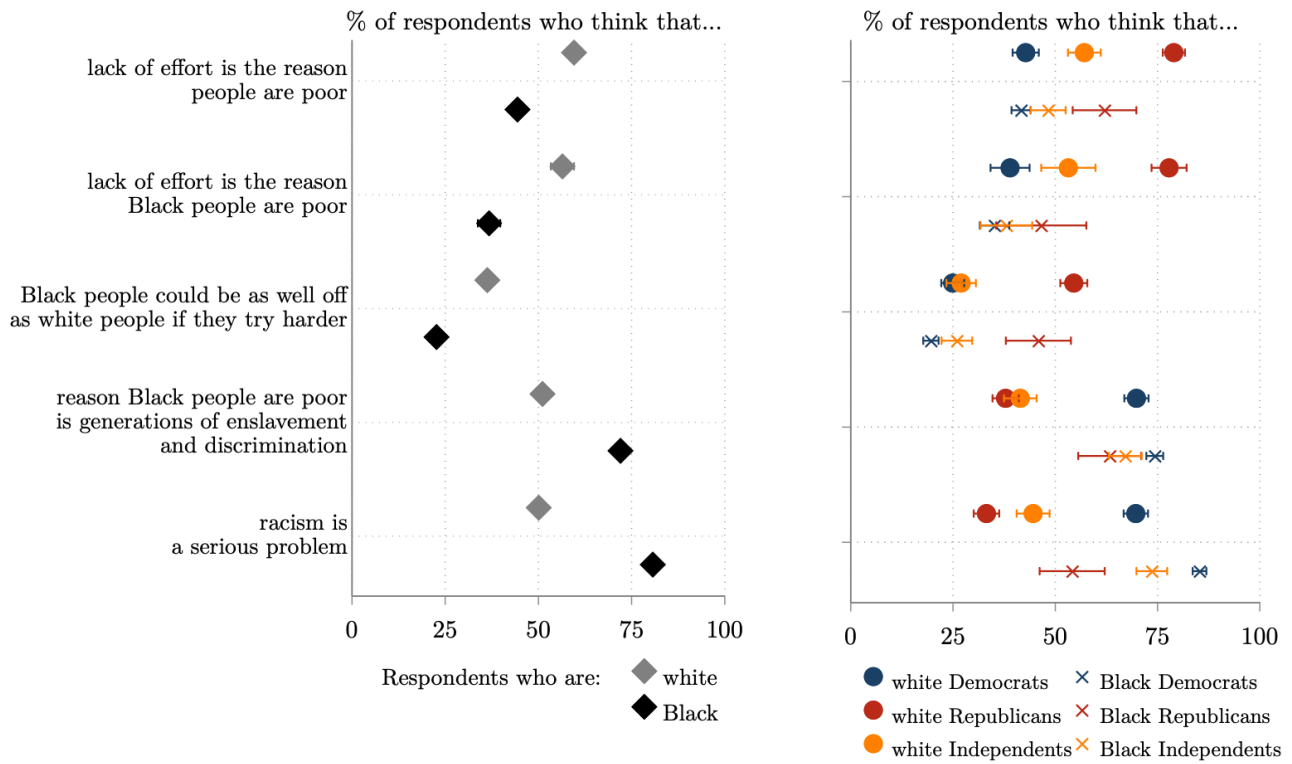 % of respondents who think that...
lack of effort is the reason
people are poor
lack of effort is the reason
Black people are poor
Black people could be as well off
as white people if they try harder
reason Black people are poor
is generations of enslavement
and discrimination
racism is
a serious problem
0 25 50 75 100
Respondents who are:
white
Black
% of respondents who think that...
0 25 50 75 100
white Democrats
Black Democrats
white Republicans
Black Republicans
white Independents
Black Independents